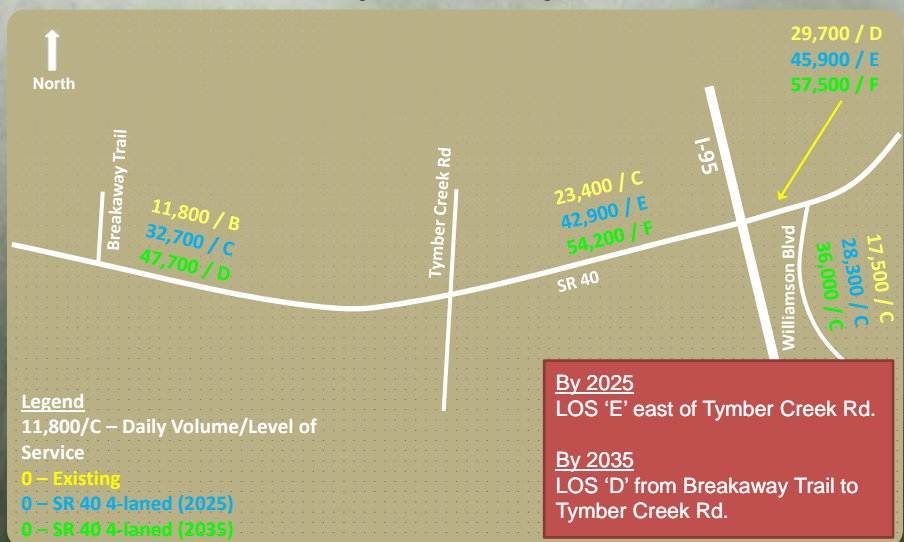 North
29,700 / D
45,900 / E
57,500 / F
I-95
Breakaway Trail
11,800 / B
32,700 / C
47,700 / D
Tymber Creek Rd
23,400 / C
42,900 / E
54,200 / F
SR 40
Williamson Blvd
17,500 / C
28,300 / C
36,000 / C
Legend
11,800/C – Daily Volume/Level of
Service
0 – Existing
0 – SR 40 4-laned (2025)
0 – SR 40 4-laned (2035)
By 2025
LOS 'E' east of Tymber Creek Rd.
By 2035
LOS 'D' from Breakaway Trail to
Tymber Creek Rd.